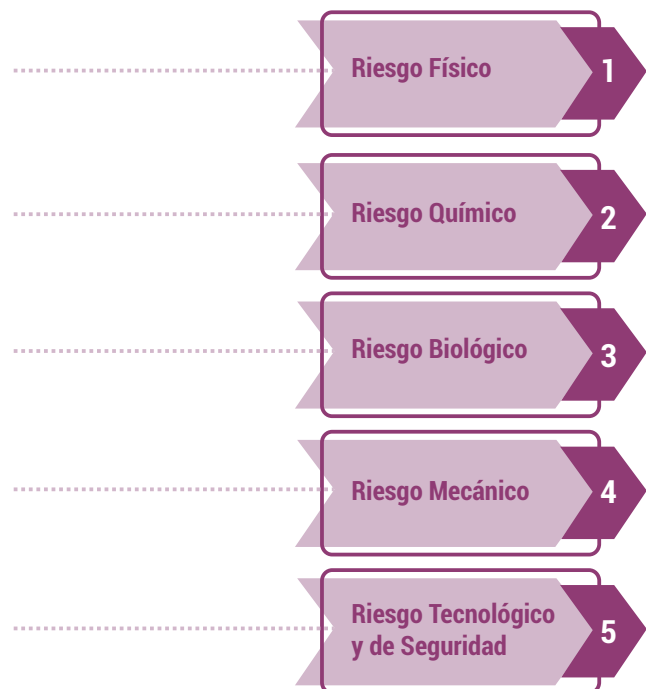 Riesgo Físico
1
Riesgo Químico
2
Riesgo Biológico
3
Riesgo Mecánico
4
Riesgo Tecnológico
y de Seguridad
5